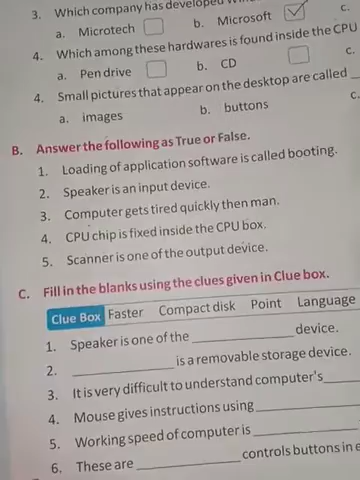 3. Which company has developed
a. Microtech b. Microsoft c.
4. Which among these hardwares is found inside the CPU
a. Pen drive b. CD c.
4. Small pictures that appear on the desktop are called
a. images b. buttons c.
B. Answer the following as True or False.
1. Loading of application software is called booting.
2. Speaker is an input device.
3. Computer gets tired quickly then man.
4. CPU chip is fixed inside the CPU box.
5. Scanner is one of the output device.
C. Fill in the blanks using the clues given in Clue box.
Clue Box Faster Compact disk Point Language
1. Speaker is one of the ____________ device.
2. ____________ is a removable storage device.
3. It is very difficult to understand computer's____
4. Mouse gives instructions using ____________
5. Working speed of computer is ____________
6. These are ____________ controls buttons in